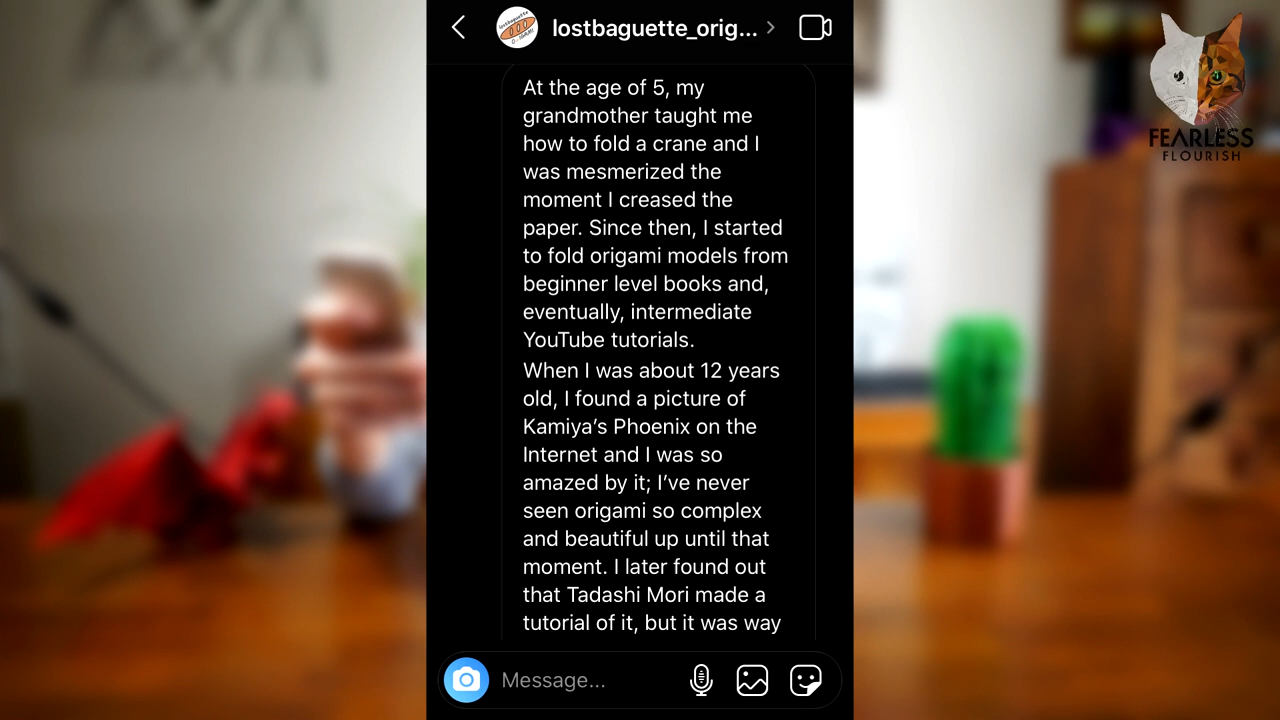 lostbaguette_orig...
At the age of 5, my
grandmother taught me
how to fold a crane and I
was mesmerized the
moment I creased the
paper. Since then, I started
to fold origami models from
beginner level books and,
eventually, intermediate
YouTube tutorials.
When I was about 12 years
old, I found a picture of
Kamiya’s Phoenix on the
Internet and I was so
amazed by it; I’ve never
seen origami so complex
and beautiful up until that
moment. I later found out
that Tadashi Mori made a
tutorial of it, but it was way
Message...
FEARLESS
FLOURISH